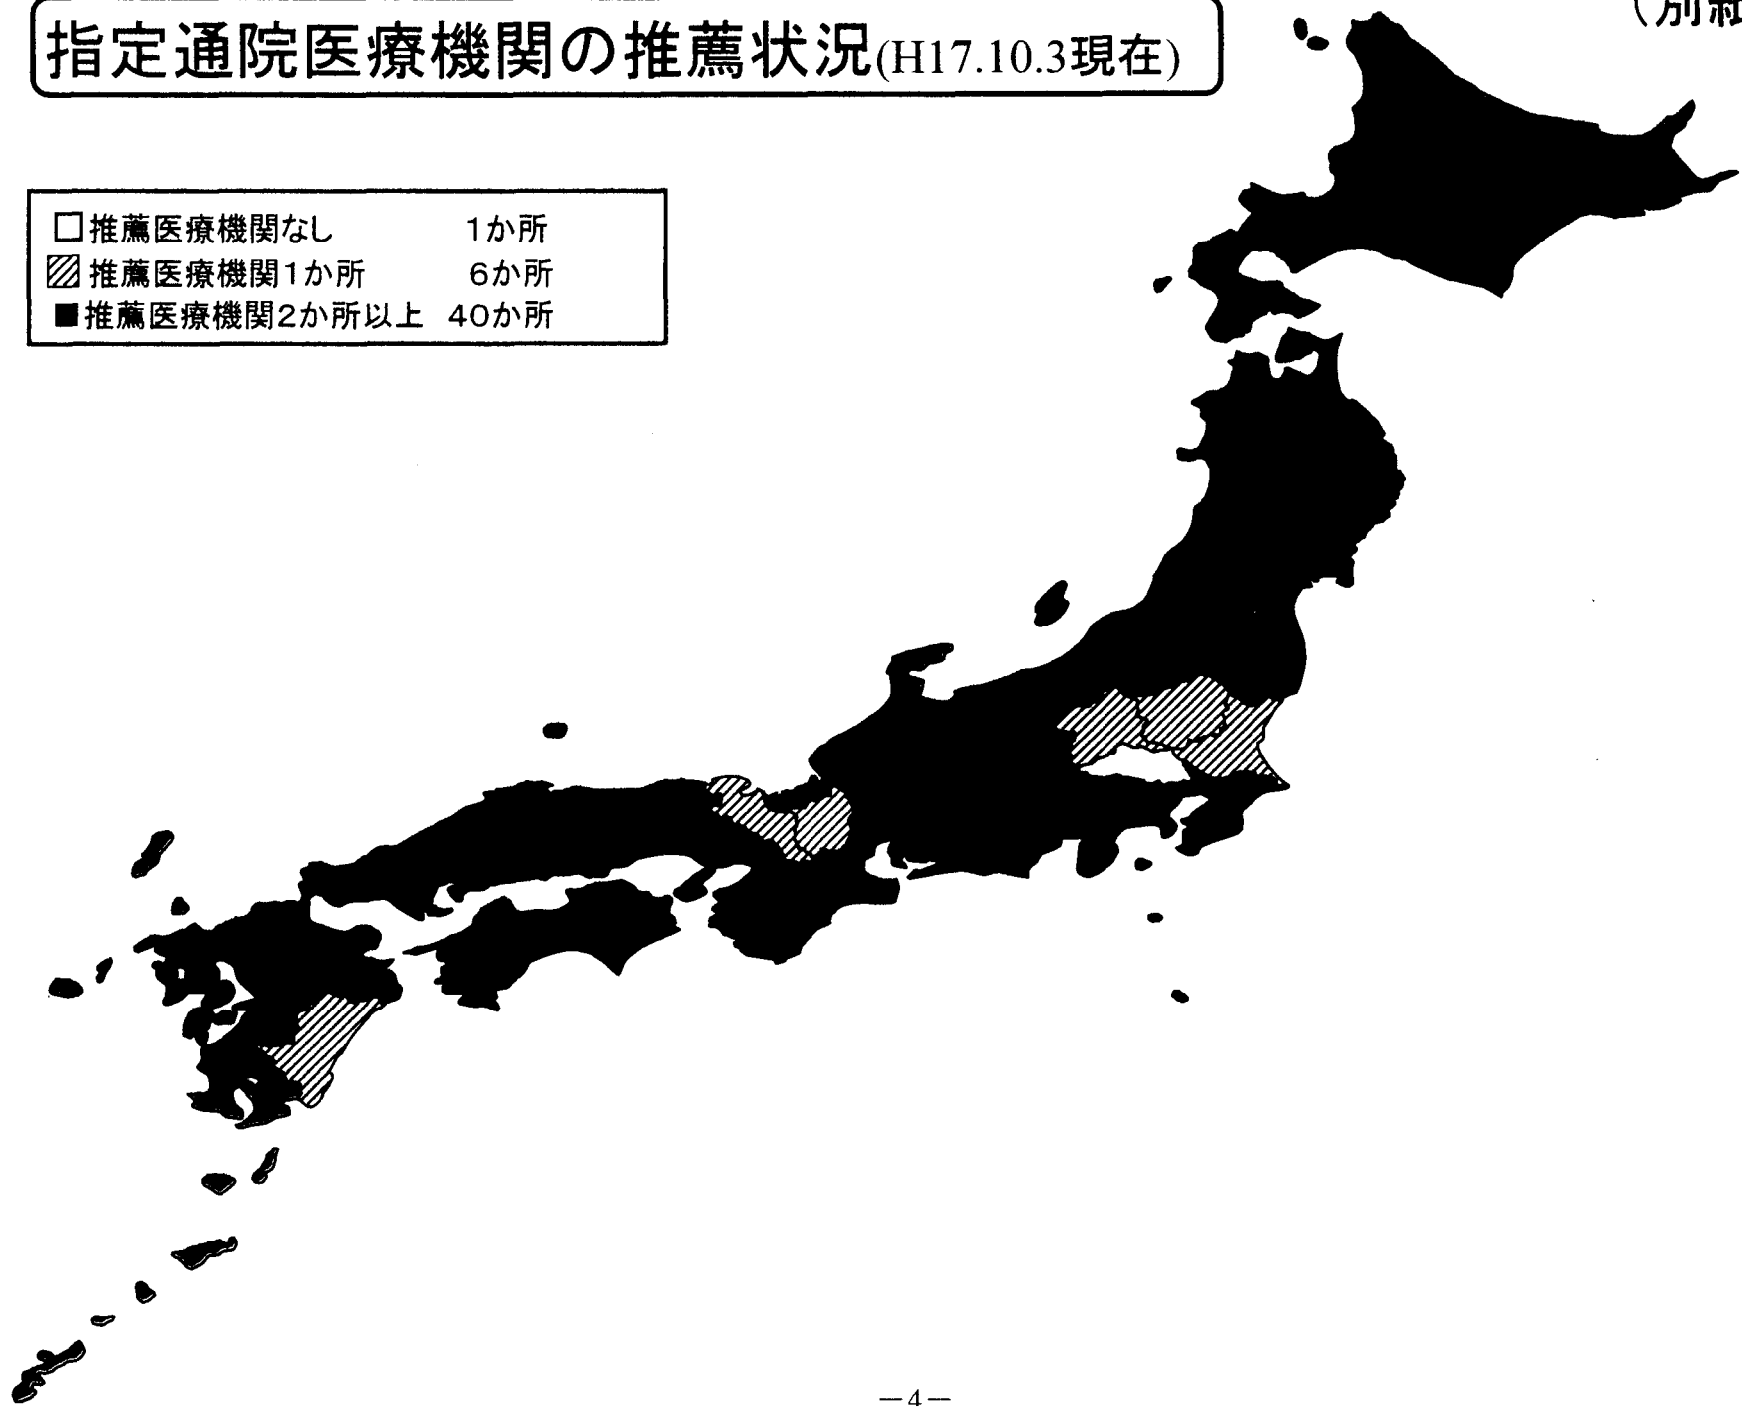 (別紙
指定通院医療機関の推薦状況(H17.10.3現在)
□推薦医療機関なし 1か所
推薦医療機関1か所 6か所
■推薦医療機関2か所以上 40か所
—4—